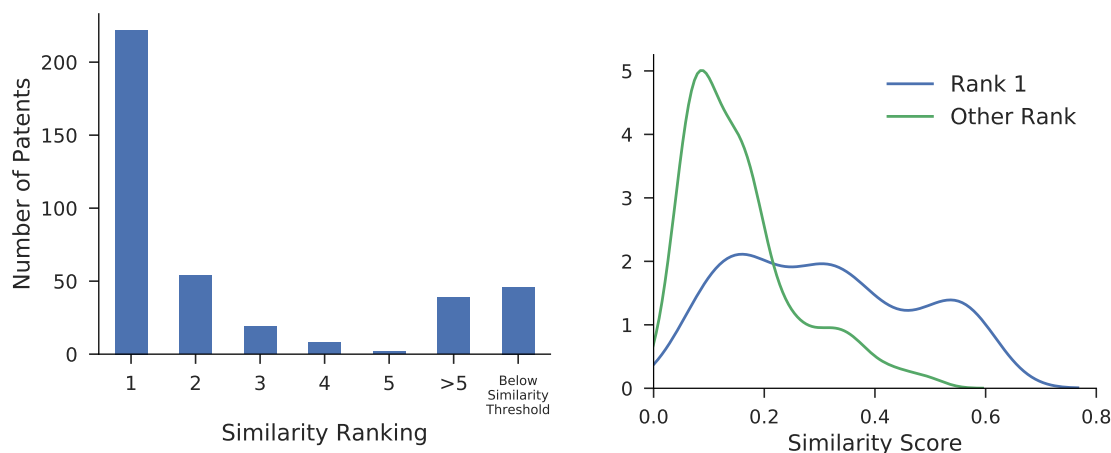 Number of Patents
200
150
100
50
0
1 2 3 4 5 >5 Below
Similarity
Threshold
Similarity Ranking
5
4
3
2
1
0
0.0 0.2 0.4 0.6 0.8
Similarity Score
Rank 1
Other Rank